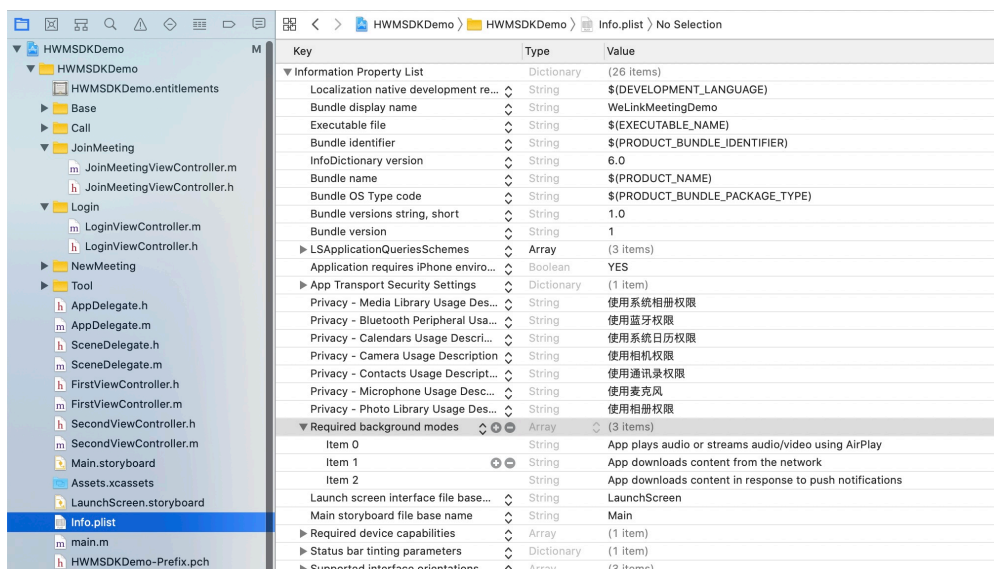 HWMSDKDemo 〉 HWMSDKDemo 〉 Info.plist 〉 No Selection
HWMSDKDemo M
HWMSDKDemo
HWMSDKDemo.entitlements
Base
Call
JoinMeeting
m JoinMeetingViewController.m
h JoinMeetingViewController.h
Login
m LoginViewController.m
h LoginViewController.h
NewMeeting
Tool
h AppDelegate.h
m AppDelegate.m
h SceneDelegate.h
m SceneDelegate.m
h FirstViewController.h
m FirstViewController.m
h SecondViewController.h
m SecondViewController.m
Main.storyboard
Assets.xcassets
LaunchScreen.storyboard
Info.plist
m main.m
h HWMSDKDemo-Prefix.pch
Key Type Value
Information Property List Dictionary (26 items)
Localization native development re... String $(DEVELOPMENT_LANGUAGE)
Bundle display name String WeLinkMeetingDemo
Executable file String $(EXECUTABLE_NAME)
Bundle identifier String $(PRODUCT_BUNDLE_IDENTIFIER)
InfoDictionary version String 6.0
Bundle name String $(PRODUCT_NAME)
Bundle OS Type code String $(PRODUCT_BUNDLE_PACKAGE_TYPE)
Bundle versions string, short String 1.0
Bundle version String 1
LSApplicationQueriesSchemes Array (3 items)
Application requires iPhone enviro... Boolean YES
App Transport Security Settings Dictionary (1 item)
Privacy - Media Library Usage Des... String 使用系统相册权限
Privacy - Bluetooth Peripheral Usa... String 使用蓝牙权限
Privacy - Calendars Usage Descri... String 使用系统日历权限
Privacy - Camera Usage Description String 使用相机权限
Privacy - Contacts Usage Descript... String 使用通讯录权限
Privacy - Microphone Usage Desc... String 使用麦克风
Privacy - Photo Library Usage Des... String 使用相册权限
Required background modes Array (3 items)
Item 0 String App plays audio or streams audio/video using AirPlay
Item 1 String App downloads content from the network
Item 2 String App downloads content in response to push notifications
Launch screen interface file base... String LaunchScreen
Main storyboard file base name String Main
Required device capabilities Array (1 item)
Status bar tinting parameters Dictionary (1 item)
Supported interface orientations Array (3 items)